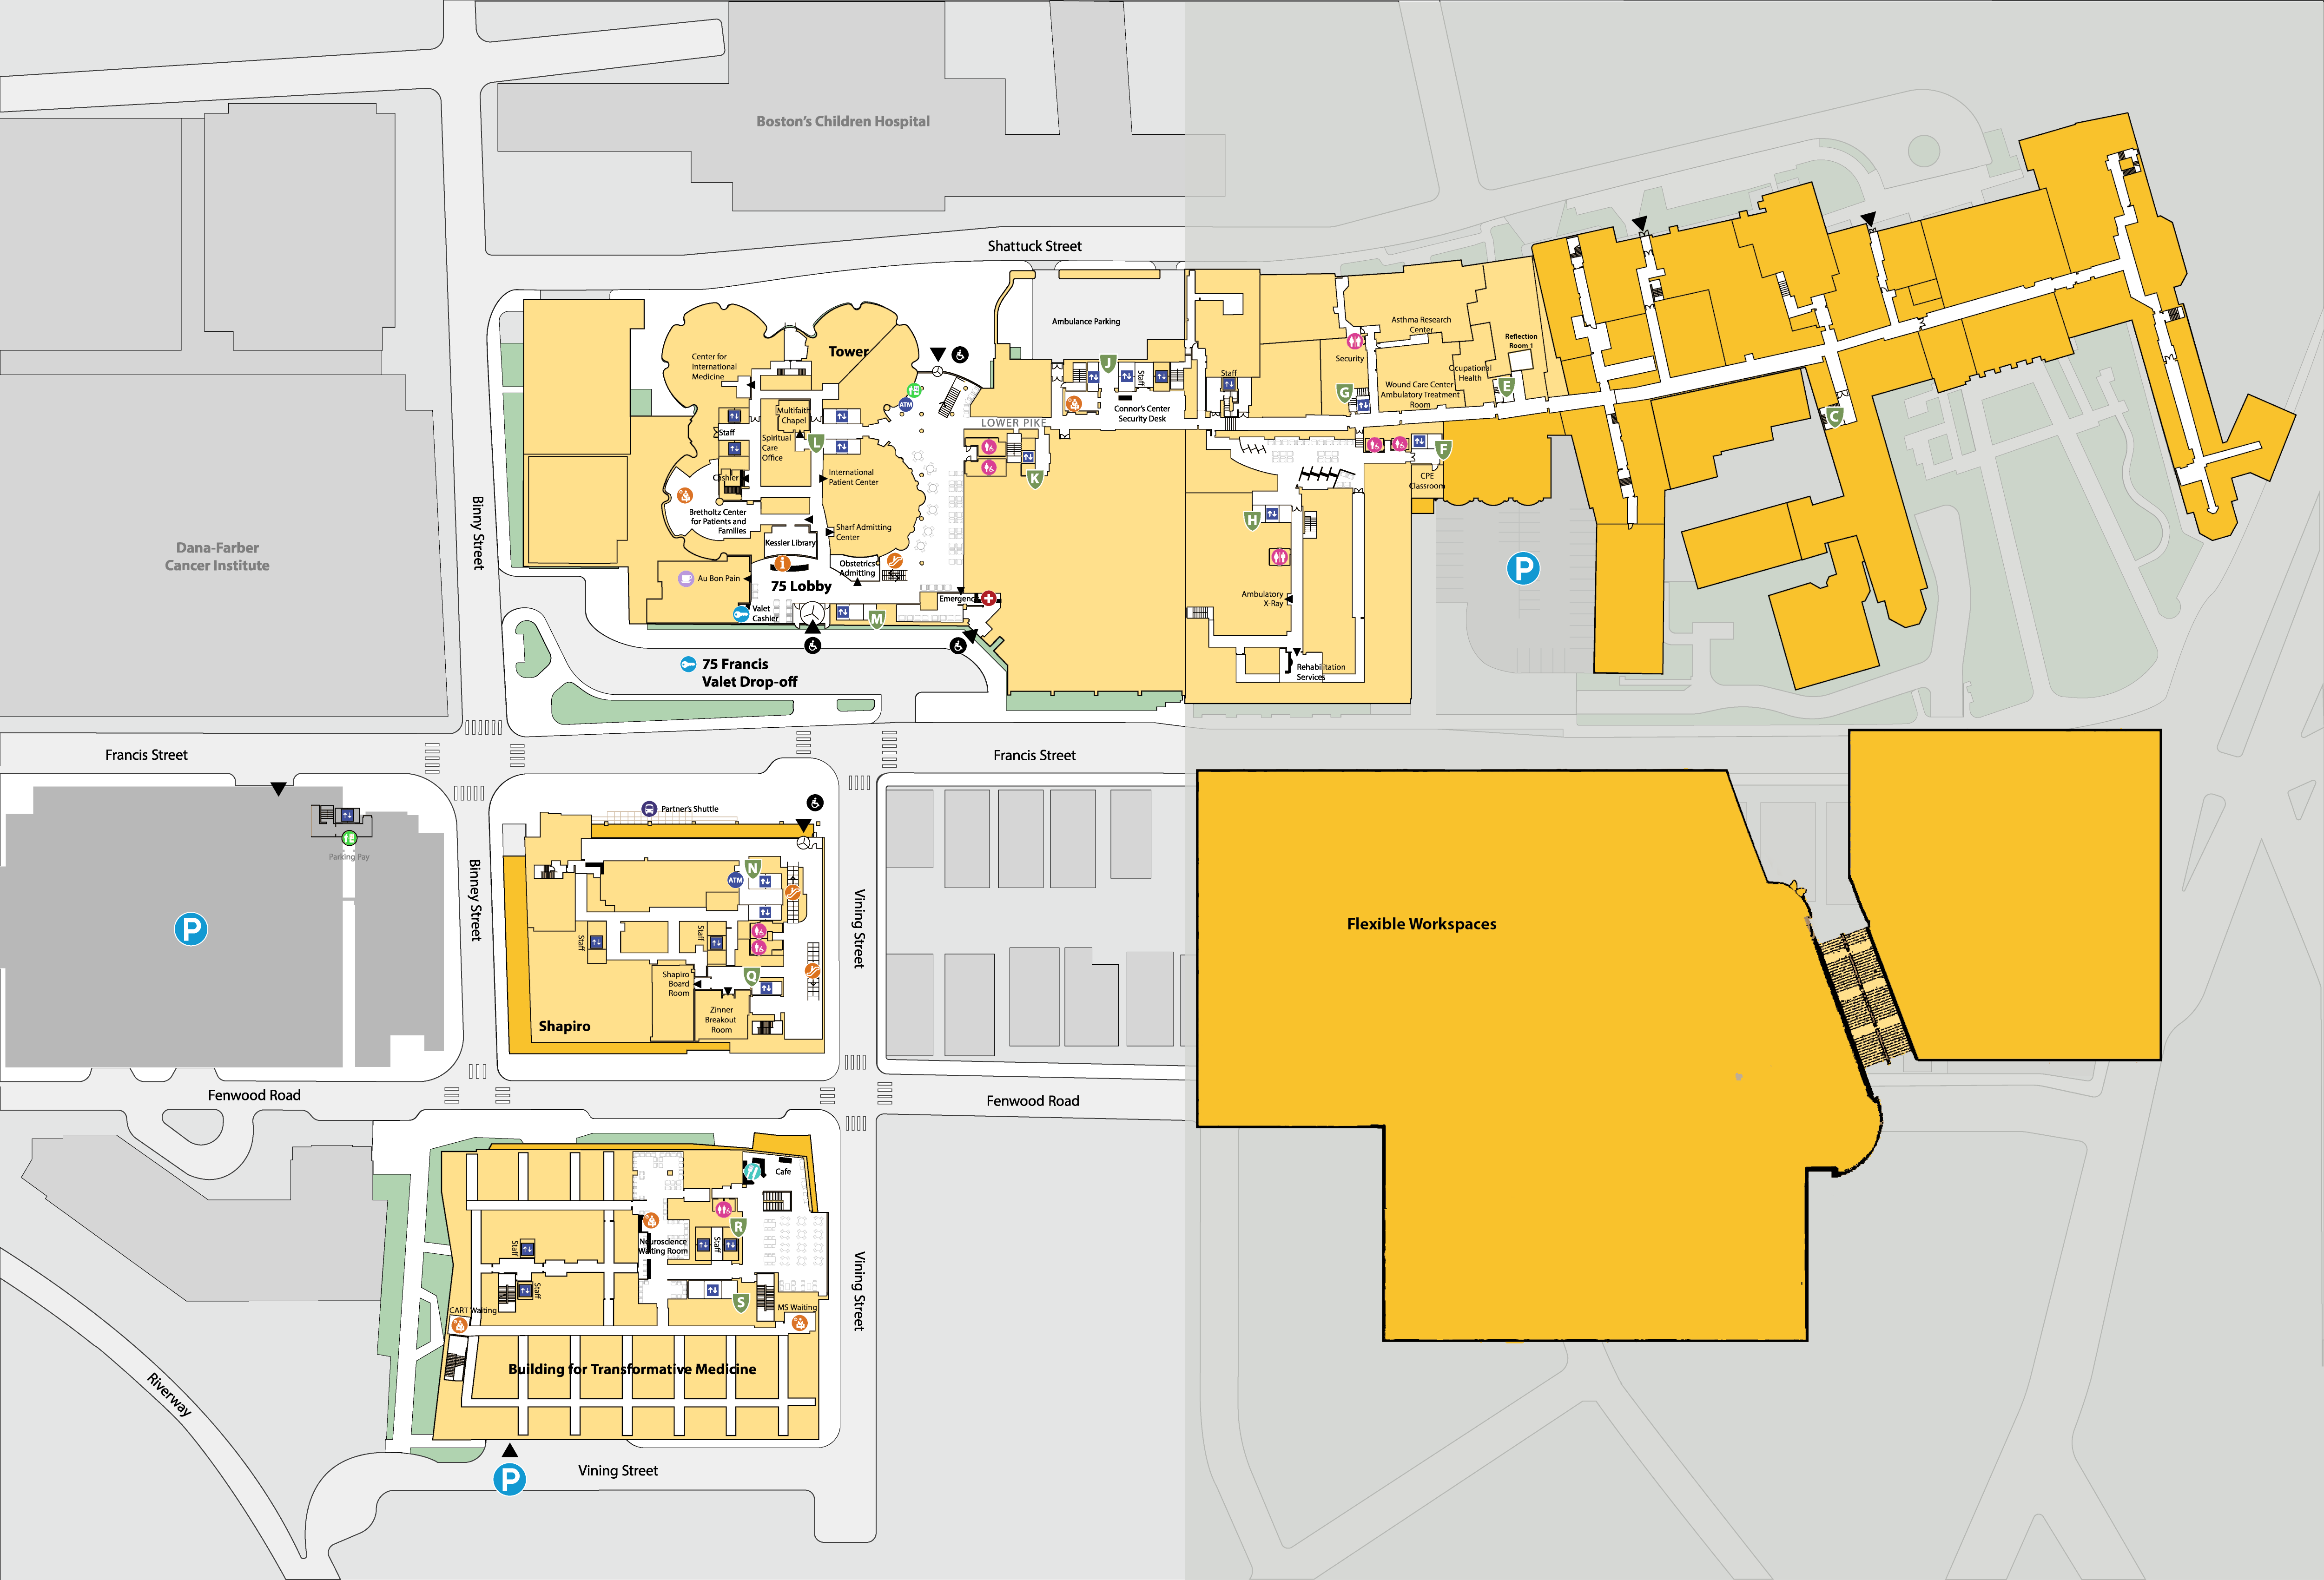 Boston's Children Hospital
Shattuck Street
Ambulance Parking
Tower
Center for
International
Medicine
ATM
Multifaith
Chapel
Staff
Spiritual
Care
Office
L
Cashier
International
Patient Center
Bretholtz Center
for Patients and
Families
Sharf Admitting
Center
Kessler Library
i
Obstetrics
Admitting
75 Lobby
Au Bon Pain
Valet
Cashier
M
Emergency
75 Francis
Valet Drop-off
J
Staff
Connor's Center
Security Desk
LOWER PIKE
K
Staff
Security
G
Asthma Research
Center
Wound Care Center
Ambulatory Treatment
Room
Occupational
Health
Reflection
Room 1
E
C
F
CPE
Classroom
H
Ambulatory
X-Ray
Rehabilitation
Services
P
Dana-Farber
Cancer Institute
Binny Street
Francis Street
Francis Street
Parking Pay
P
Binney Street
Partner's Shuttle
N
ATM
Staff
Staff
Q
Shapiro
Board
Room
Zinner
Breakout
Room
Shapiro
Vining Street
Flexible Workspaces
Fenwood Road
Fenwood Road
Cafe
R
Neuroscience
Waiting Room
Staff
Staff
Staff
S
CART Waiting
MS Waiting
Building for Transformative Medicine
Vining Street
Riverway
P
Vining Street